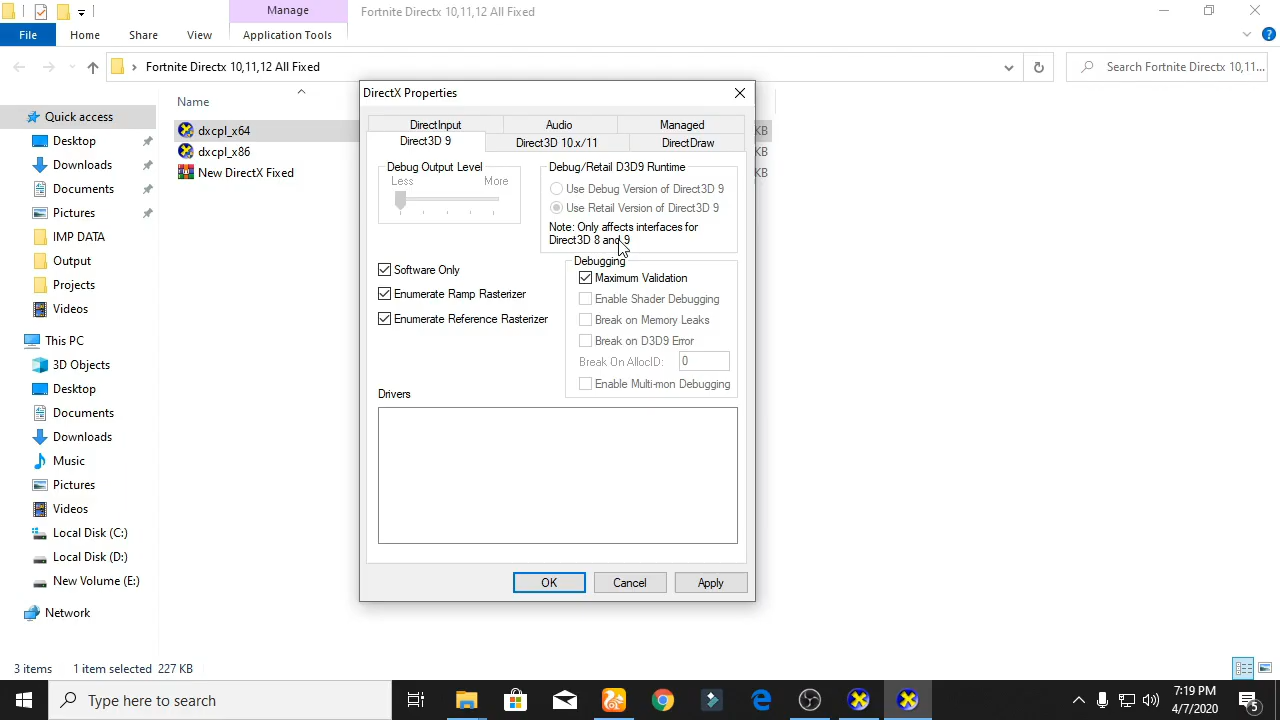 Manage
Fortnite Directx 10,11,12 All Fixed
File
Home
Share
View
Application Tools
Fortnite Directx 10,11,12 All Fixed
Search Fortnite Directx 10,11...
Name
Quick access
Desktop
Downloads
Documents
Pictures
IMP DATA
Output
Projects
Videos
This PC
3D Objects
Desktop
Documents
Downloads
Music
Pictures
Videos
Local Disk (C:)
Local Disk (D:)
New Volume (E:)
Network
dxcpl_x64
KB
dxcpl_x86
KB
New DirectX Fixed
KB
DirectX Properties
DirectInput
Audio
Managed
Direct3D 9
Direct3D 10.x/11
DirectDraw
Debug Output Level
Less
More
Debug/Retail D3D9 Runtime
Use Debug Version of Direct3D 9
Use Retail Version of Direct3D 9
Note: Only affects interfaces for
Direct3D 8 and 9
Software Only
Enumerate Ramp Rasterizer
Enumerate Reference Rasterizer
Debugging
Maximum Validation
Enable Shader Debugging
Break on Memory Leaks
Break on D3D9 Error
Break On AllocID:
0
Enable Multi-mon Debugging
Drivers
OK
Cancel
Apply
3 items
1 item selected
227 KB
Type here to search
7:19 PM
4/7/2020
5